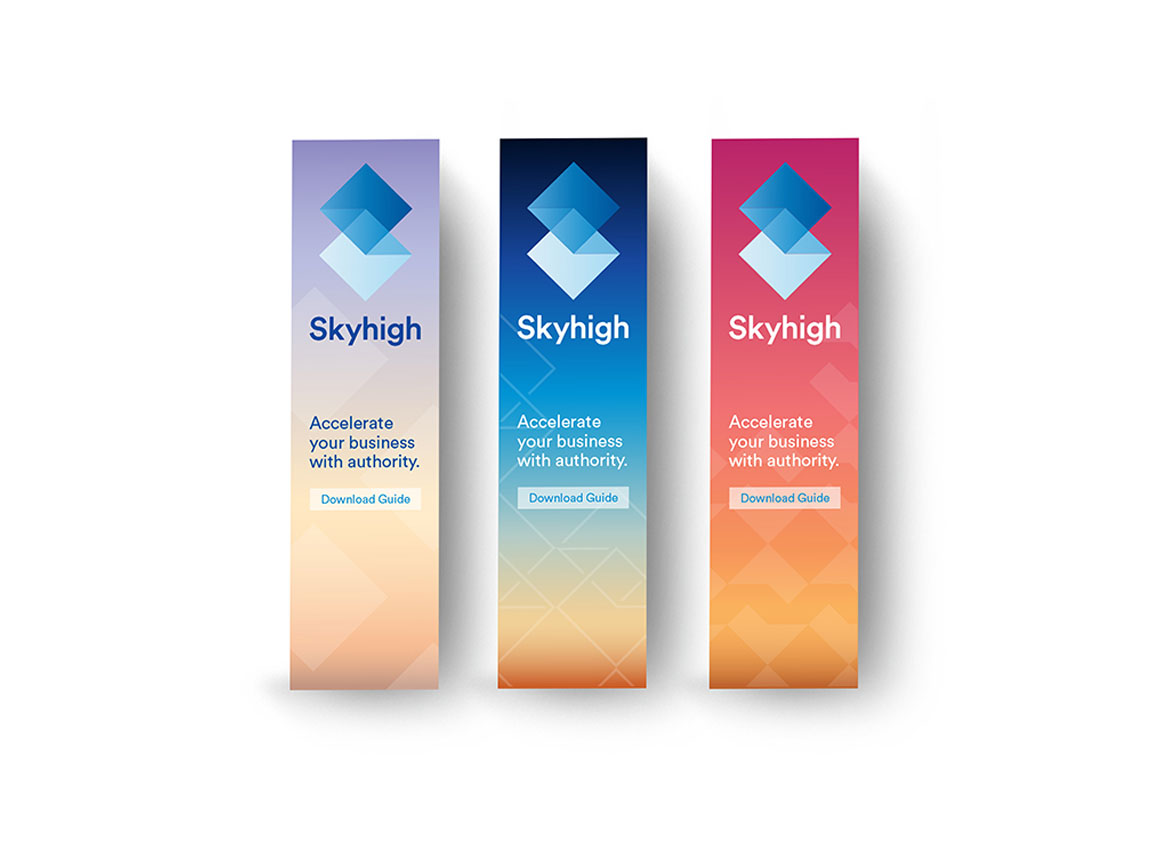 Skyhigh
Accelerate
your business
with authority.
Download Guide
Skyhigh
Accelerate
your business
with authority.
Download Guide
Skyhigh
Accelerate
your business
with authority.
Download Guide